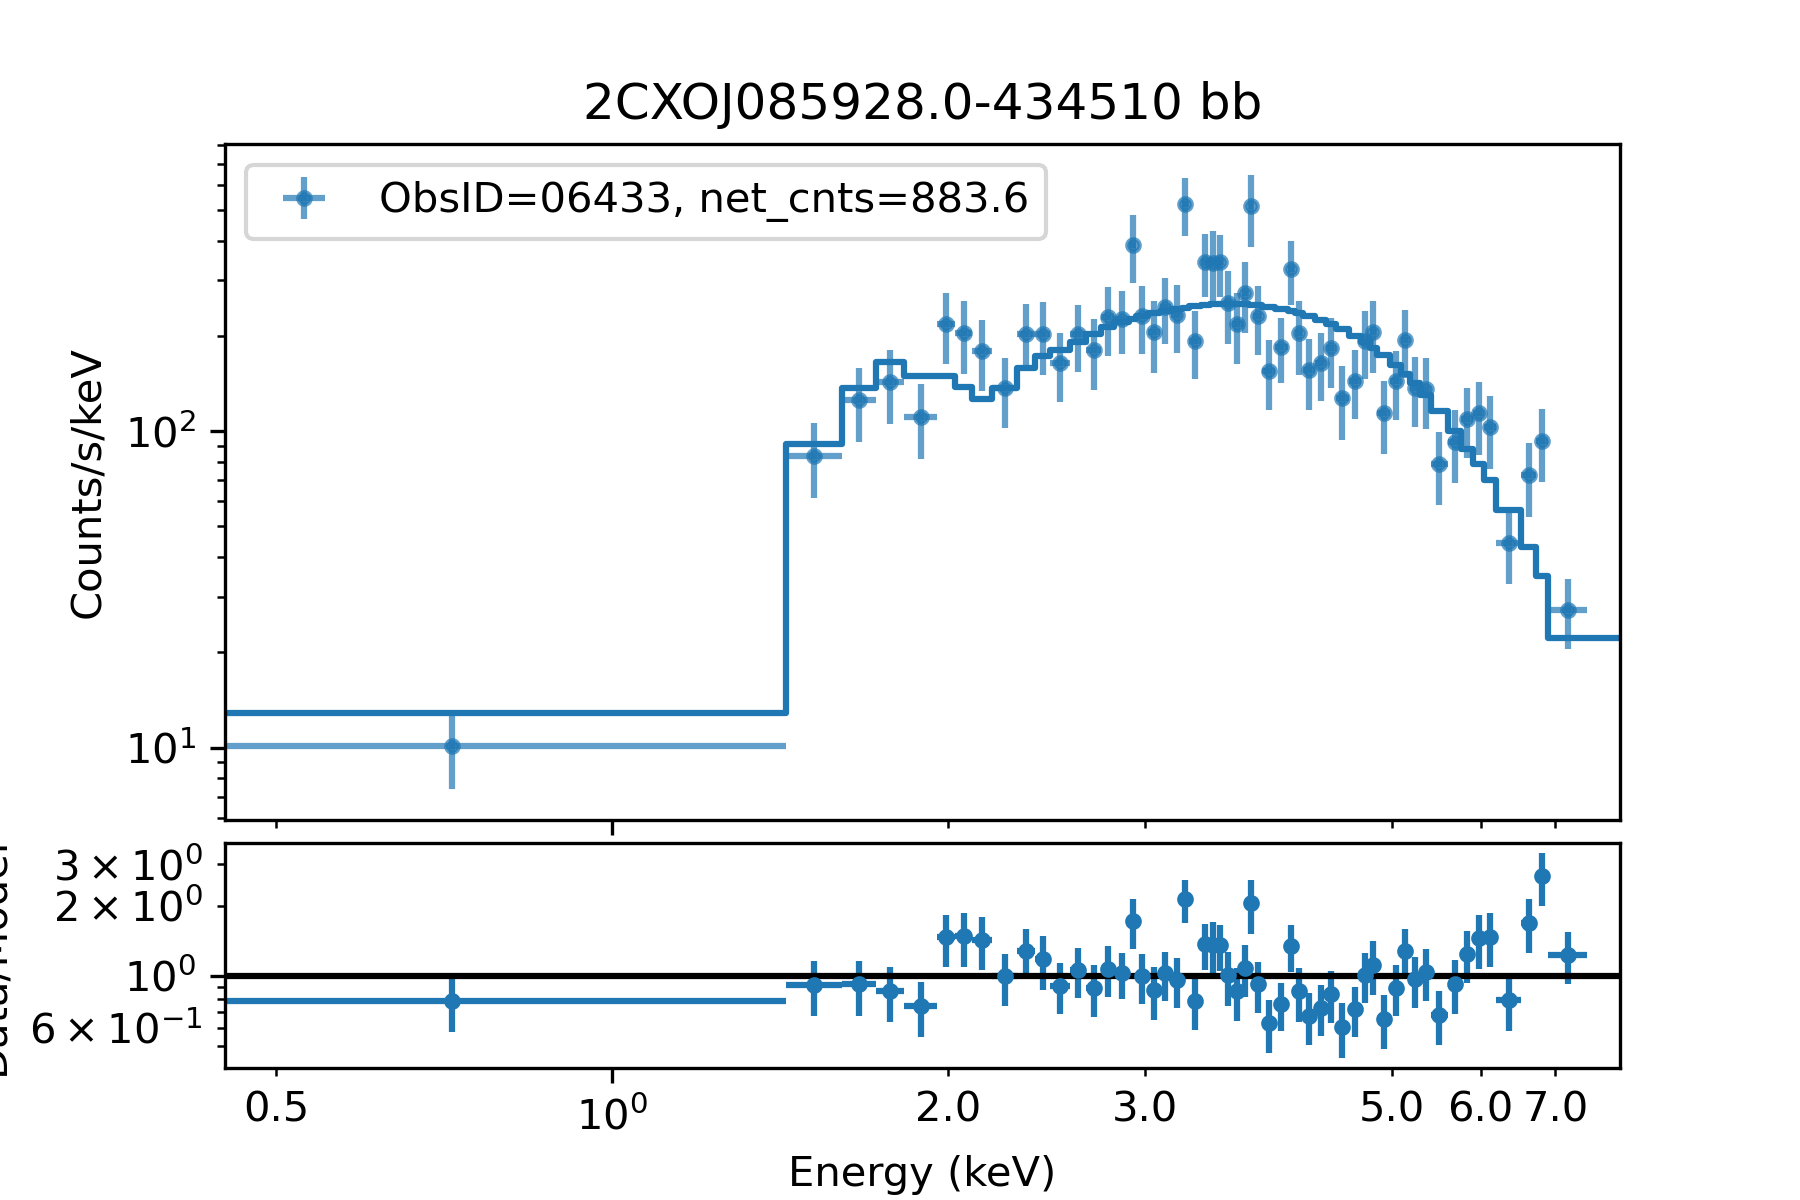 2CXOJ085928.0-434510 bb
ObsID=06433, net_cnts=883.6
Counts/s/keV
10²
10¹
3 × 10⁰
2 × 10⁰
10⁰
6 × 10⁻¹
0.5 10⁰ 2.0 3.0 5.0 6.0 7.0
Energy (keV)